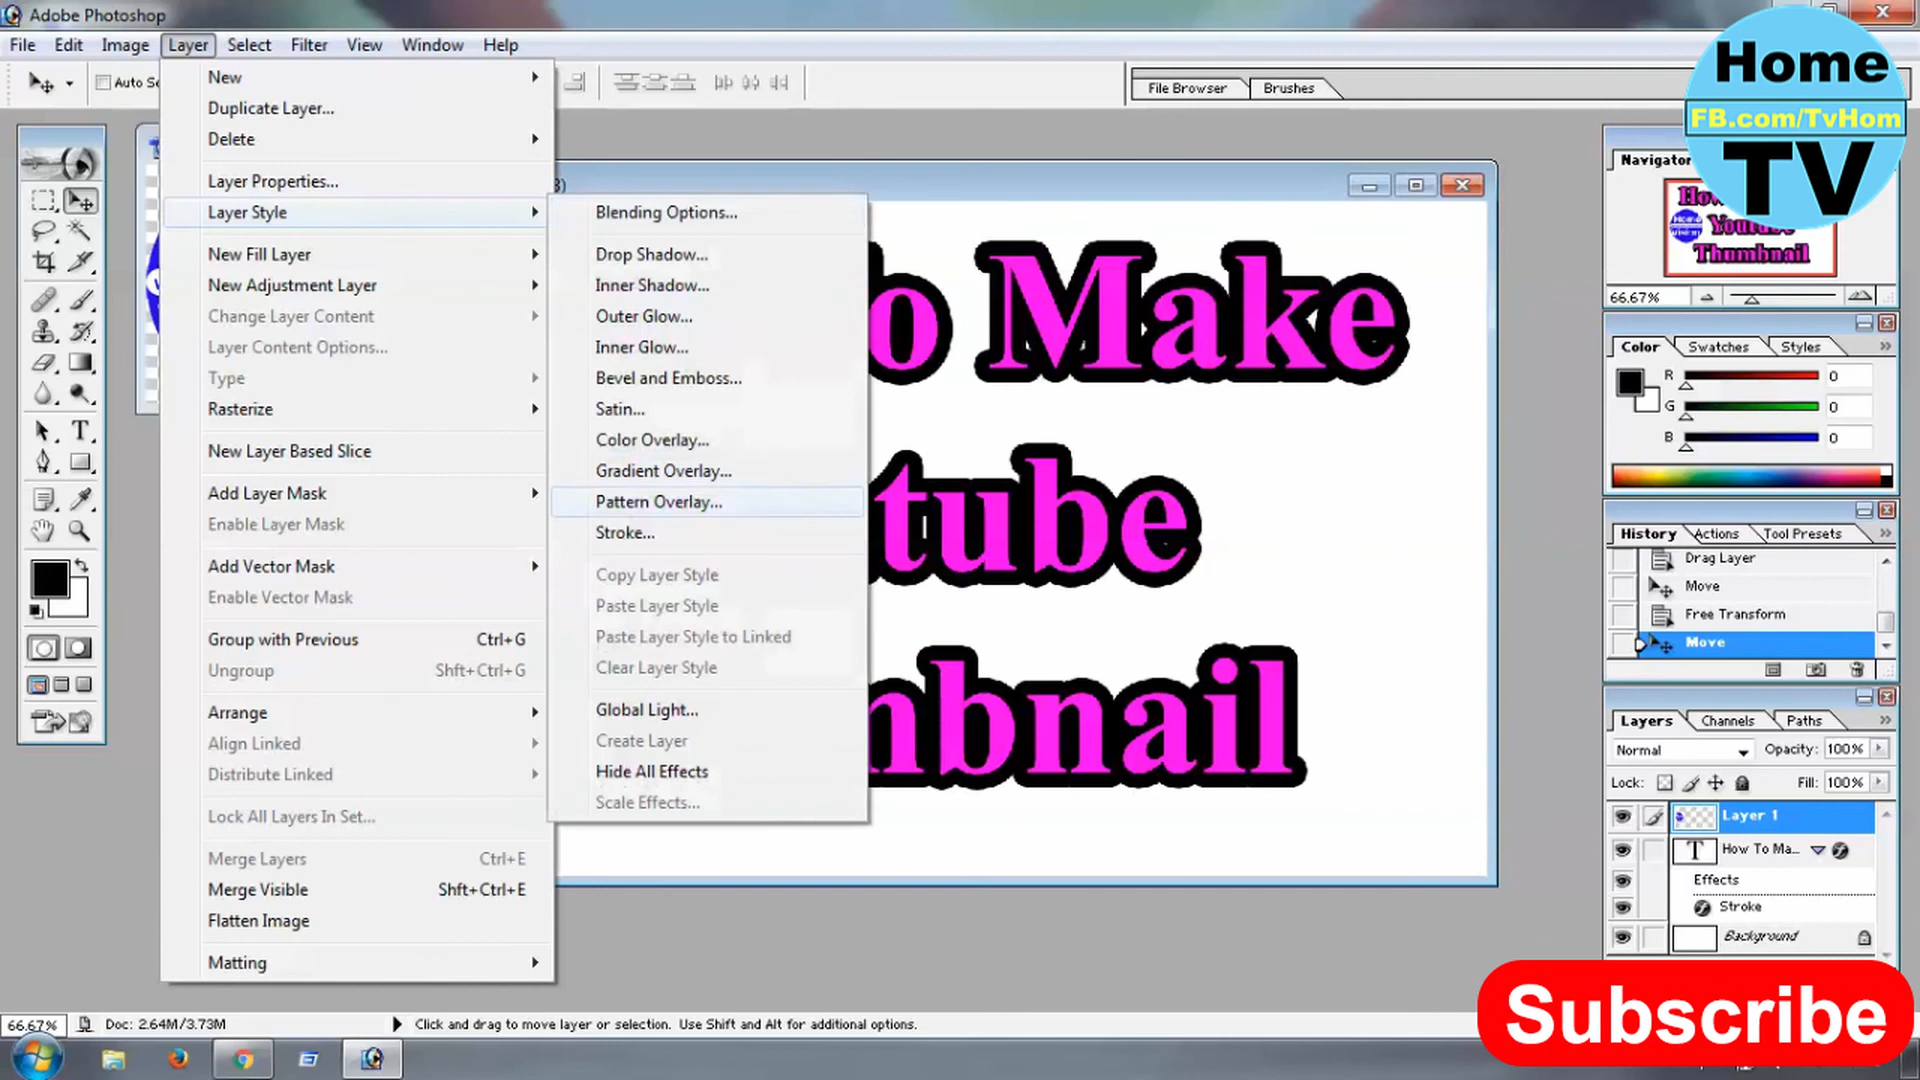 Adobe Photoshop
File Edit Image Layer Select Filter View Window Help
Auto Se
File Browser Brushes
Home
FB.com/TvHom
TV
New
Duplicate Layer...
Delete
Layer Properties...
Layer Style
New Fill Layer
New Adjustment Layer
Change Layer Content
Layer Content Options...
Type
Rasterize
New Layer Based Slice
Add Layer Mask
Enable Layer Mask
Add Vector Mask
Enable Vector Mask
Group with Previous Ctrl+G
Ungroup Shft+Ctrl+G
Arrange
Align Linked
Distribute Linked
Lock All Layers In Set...
Merge Layers Ctrl+E
Merge Visible Shft+Ctrl+E
Flatten Image
Matting
Blending Options...
Drop Shadow...
Inner Shadow...
Outer Glow...
Inner Glow...
Bevel and Emboss...
Satin...
Color Overlay...
Gradient Overlay...
Pattern Overlay...
Stroke...
Copy Layer Style
Paste Layer Style
Paste Layer Style to Linked
Clear Layer Style
Global Light...
Create Layer
Hide All Effects
Scale Effects...
3)
o Make
tube
mbnail
Navigator
Youtube
Thumbnail
66.67%
Color Swatches Styles
R 0
G 0
B 0
History Actions Tool Presets
Drag Layer
Move
Free Transform
Move
Layers Channels Paths
Normal Opacity: 100%
Lock: Fill: 100%
Layer 1
T How To Ma...
Effects
Stroke
Background
66.67% Doc: 2.64M/3.73M Click and drag to move layer or selection. Use Shift and Alt for additional options.
Subscribe